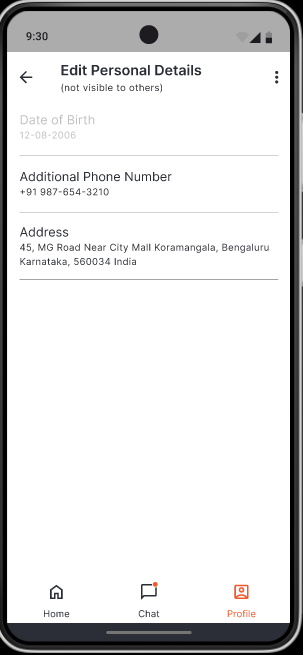 9:30
Edit Personal Details
(not visible to others)
Date of Birth
12-08-2006
Additional Phone Number
+91 987-654-3210
Address
45, MG Road Near City Mall Koramangala, Bengaluru
Karnataka, 560034 India
Home Chat Profile